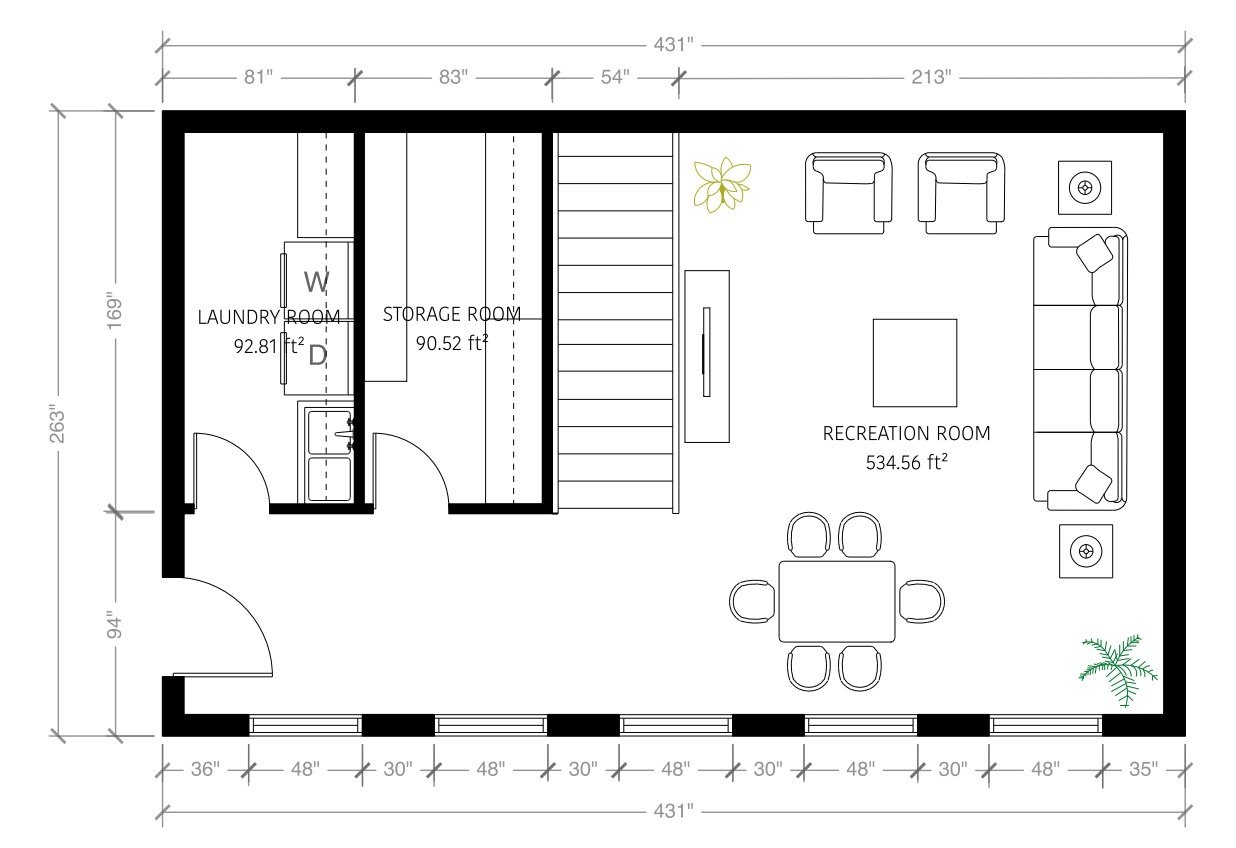 431"
81" 83" 54" 213"
169"
263"
94"
W
LAUNDRY ROOM
92.81 ft²
D
STORAGE ROOM
90.52 ft²
RECREATION ROOM
534.56 ft²
36" 48" 30" 48" 30" 48" 30" 48" 30" 48" 35"
431"